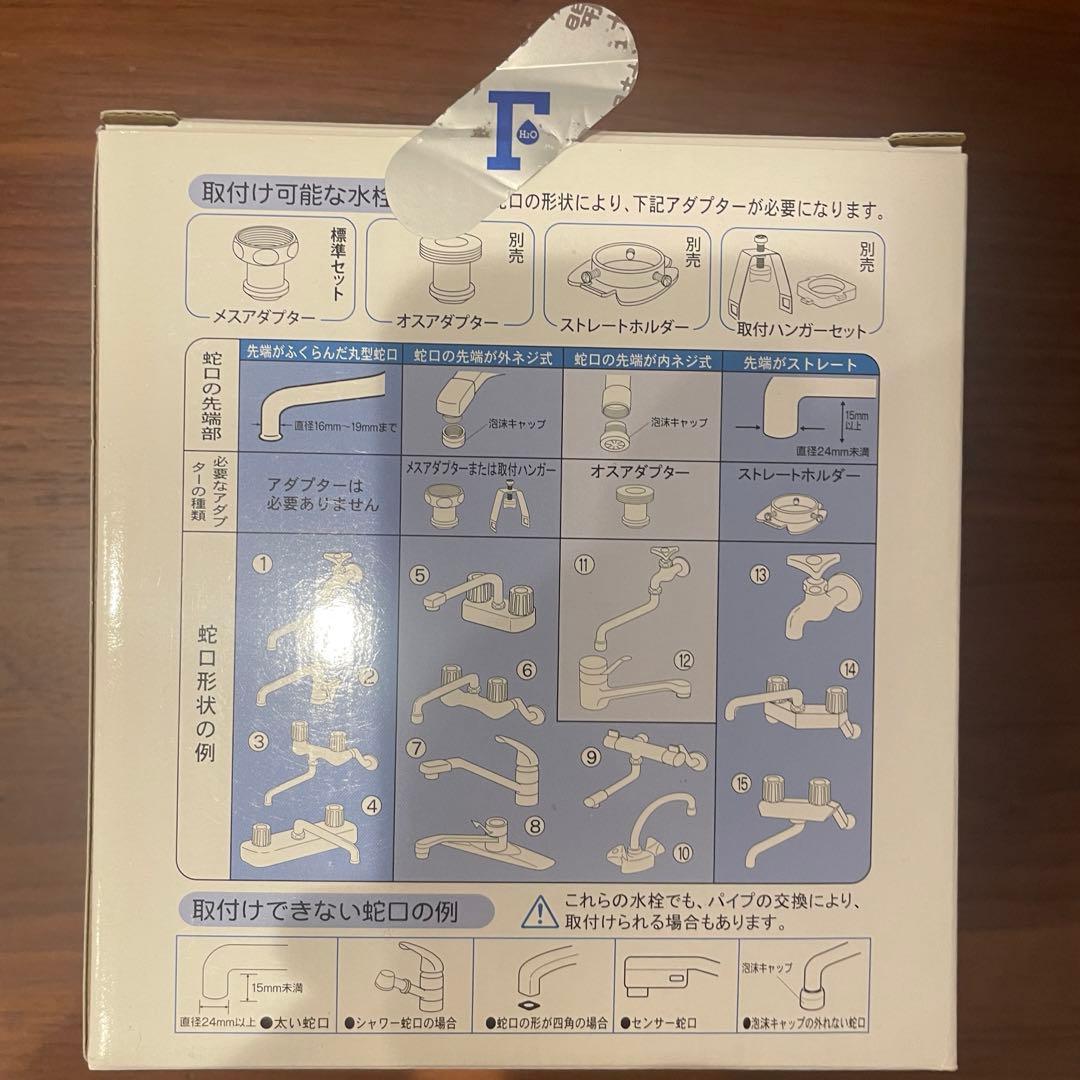 F
H₂O
取付け可能な水栓
口の形状により、下記アダプターが必要になります。
標準セット
メスアダプター
別売
オスアダプター
別売
ストレートホルダー
別売
取付ハンガーセット
蛇口の先端部
先端がふくらんだ丸型蛇口
直径16mm〜19mmまで
蛇口の先端が外ネジ式
泡沫キャップ
蛇口の先端が内ネジ式
泡沫キャップ
先端がストレート
15mm
以上
直径24mm未満
必要なアダプ
ターの種類
アダプターは
必要ありません
メスアダプターまたは取付ハンガー
オスアダプター
ストレートホルダー
蛇口形状の例
①
②
③
④
⑤
⑥
⑦
⑧
⑪
⑫
⑨
⑩
⑬
⑭
⑮
取付けできない蛇口の例
これらの水栓でも、パイプの交換により、
取付けられる場合もあります。
15mm未満
直径24mm以上 ●太い蛇口
●シャワー蛇口の場合
●蛇口の形が四角の場合
●センサー蛇口
泡沫キャップ
●泡沫キャップの外れない蛇口